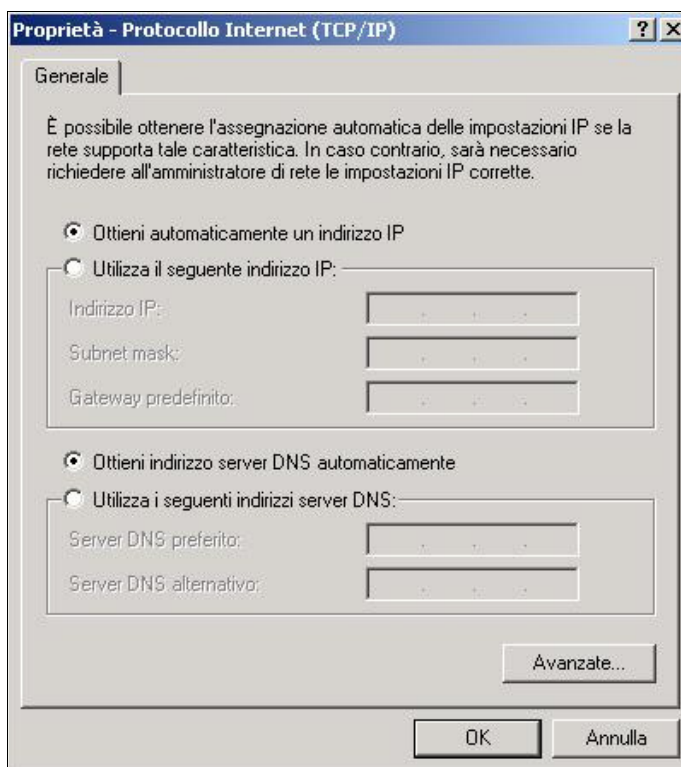 Proprietà - Protocollo Internet (TCP/IP)
Generale
È possibile ottenere l'assegnazione automatica delle impostazioni IP se la
rete supporta tale caratteristica. In caso contrario, sarà necessario
richiedere all'amministratore di rete le impostazioni IP corrette.
Ottieni automaticamente un indirizzo IP
Utilizza il seguente indirizzo IP:
Indirizzo IP:
Subnet mask:
Gateway predefinito:
Ottieni indirizzo server DNS automaticamente
Utilizza i seguenti indirizzi server DNS:
Server DNS preferito:
Server DNS alternativo:
Avanzate...
OK Annulla